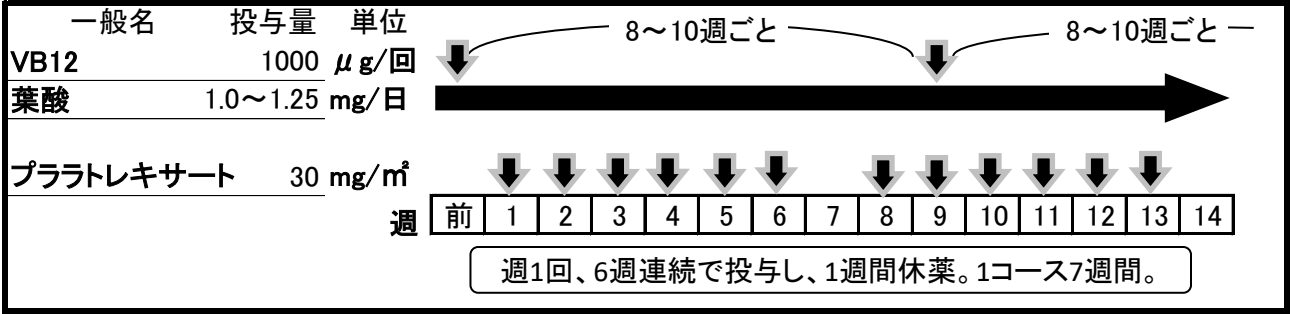 一般名 投与量 単位
8～10週ごと 8～10週ごと
VB12 1000 μg/回
葉酸 1.0～1.25 mg/日
プララトレキサート 30 mg/㎡
週 前 1 2 3 4 5 6 7 8 9 10 11 12 13 14
週1回、6週連続で投与し、1週間休薬。1コース7週間。